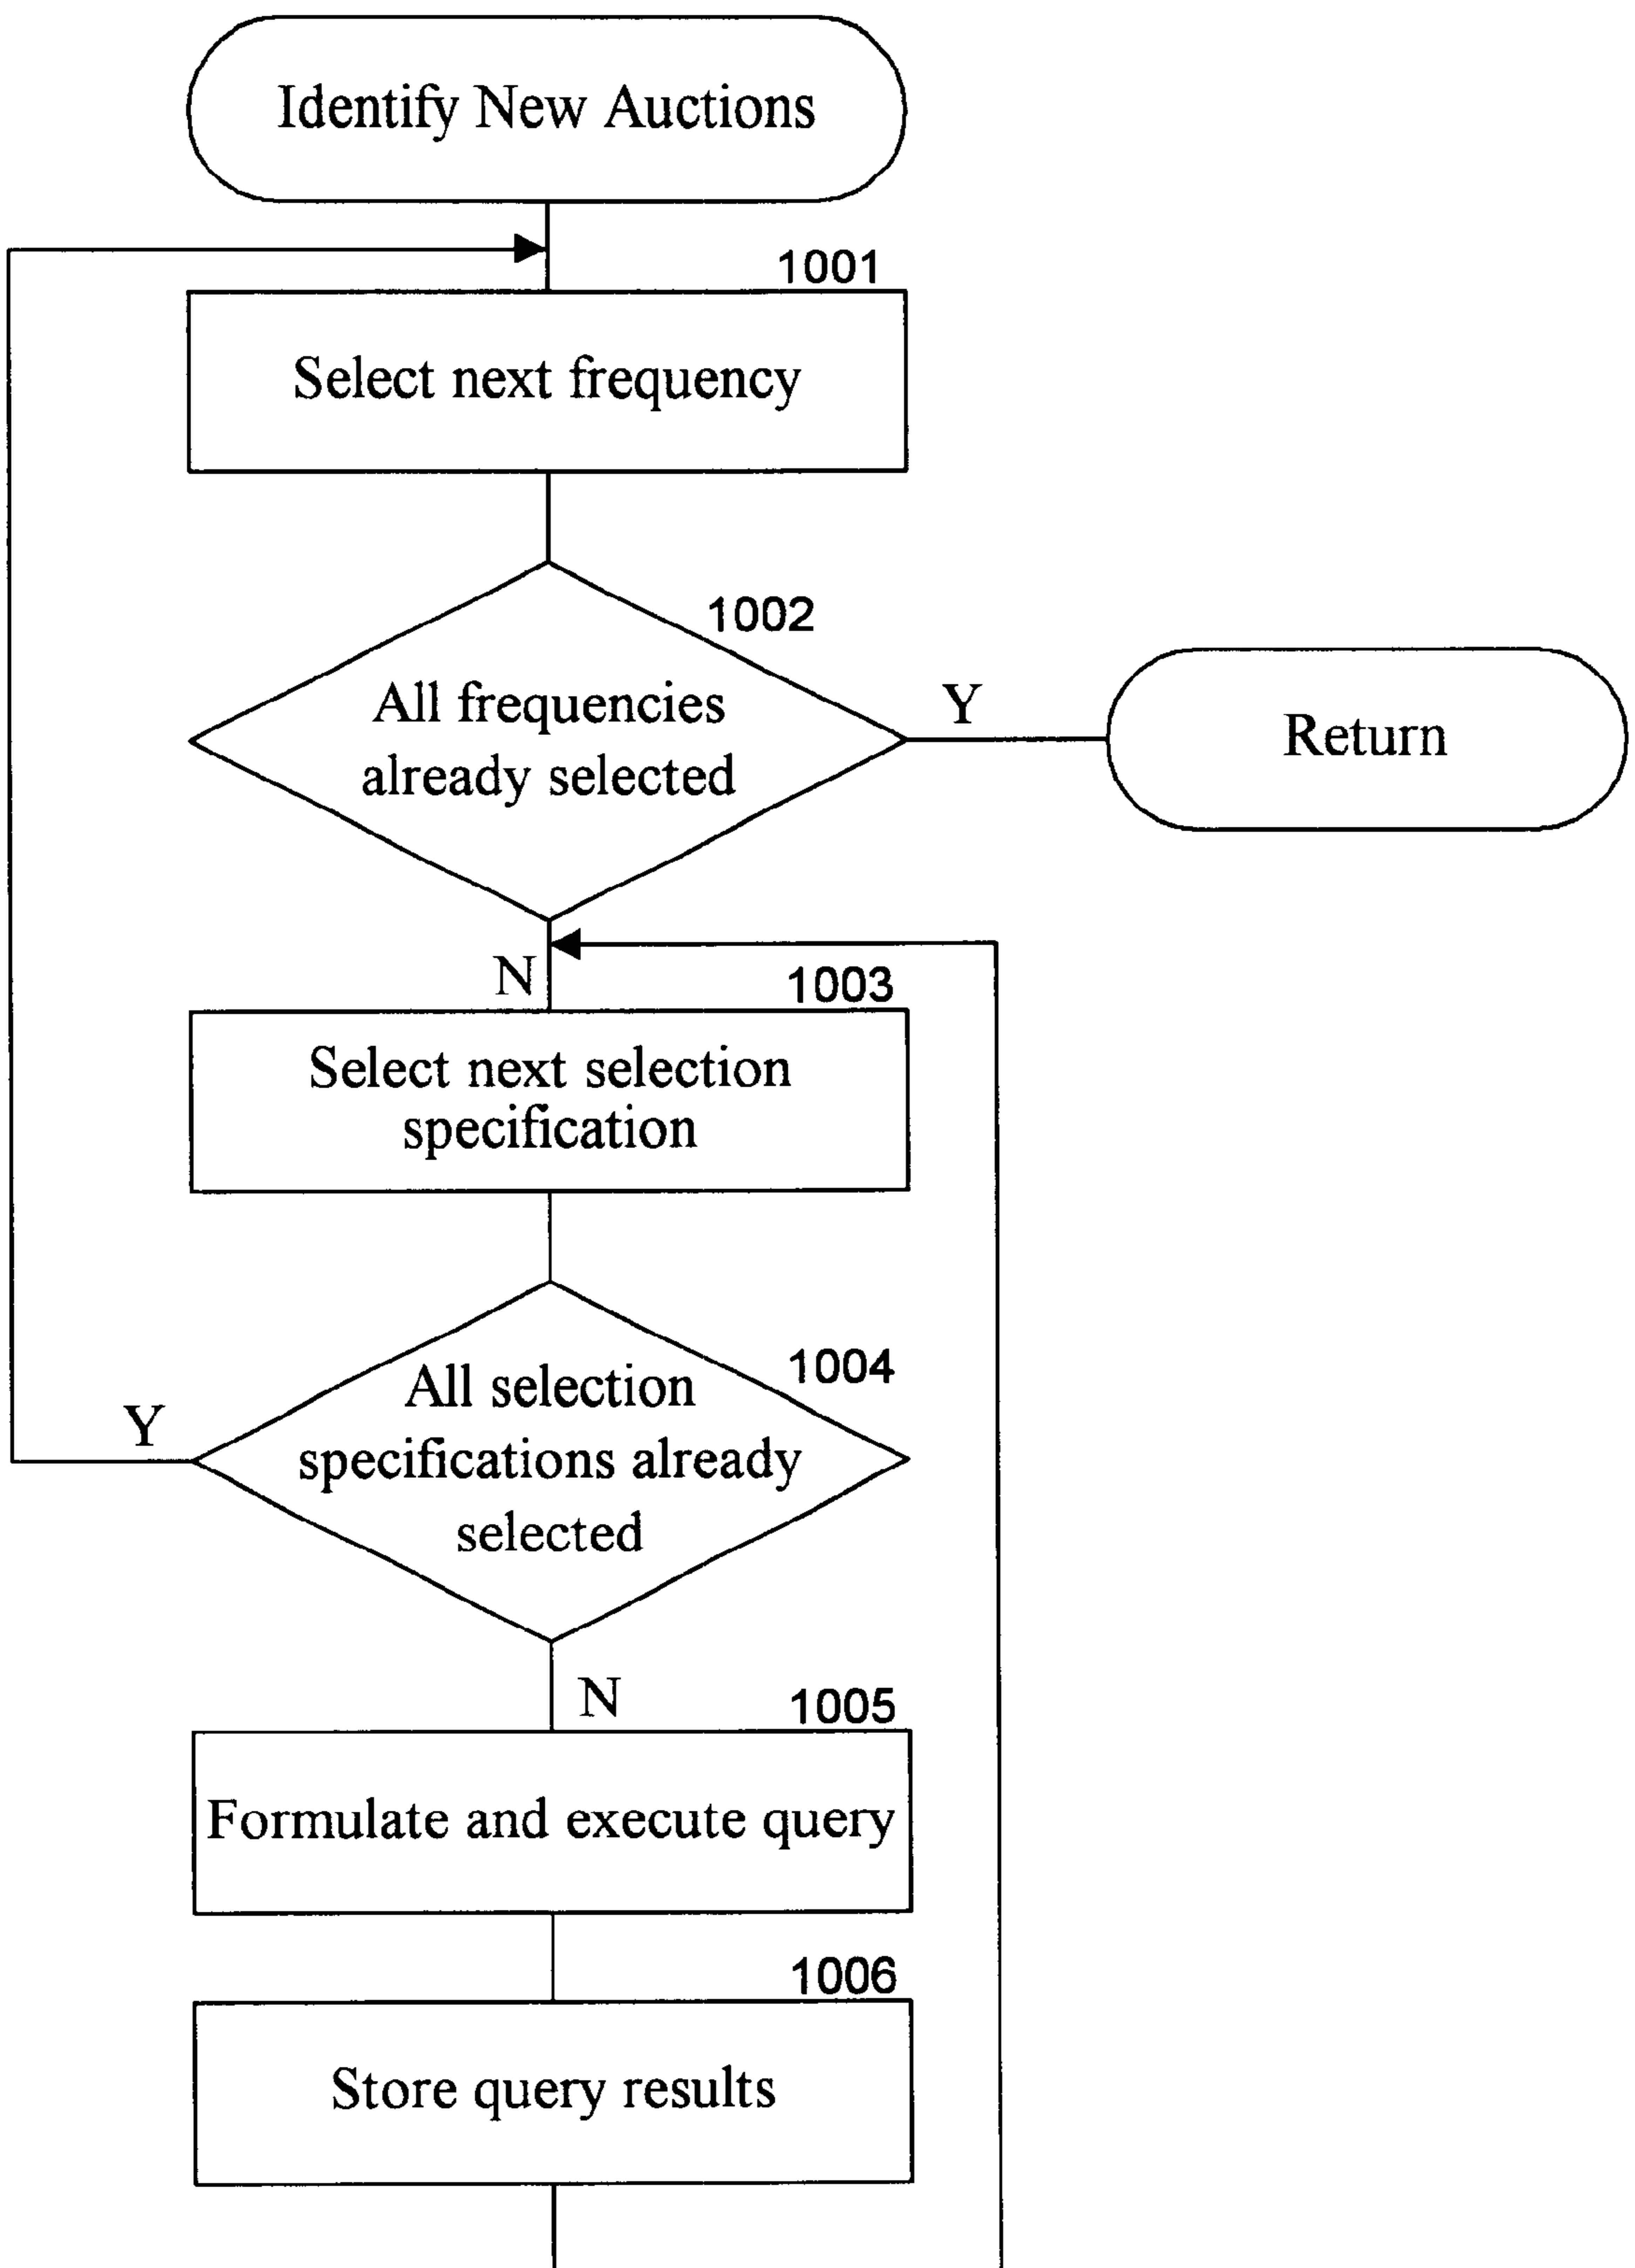 Identify New Auctions
1001
Select next frequency
1002
All frequencies
already selected
Y
Return
N
1003
Select next selection
specification
1004
All selection
specifications already
selected
Y
N
1005
Formulate and execute query
1006
Store query results